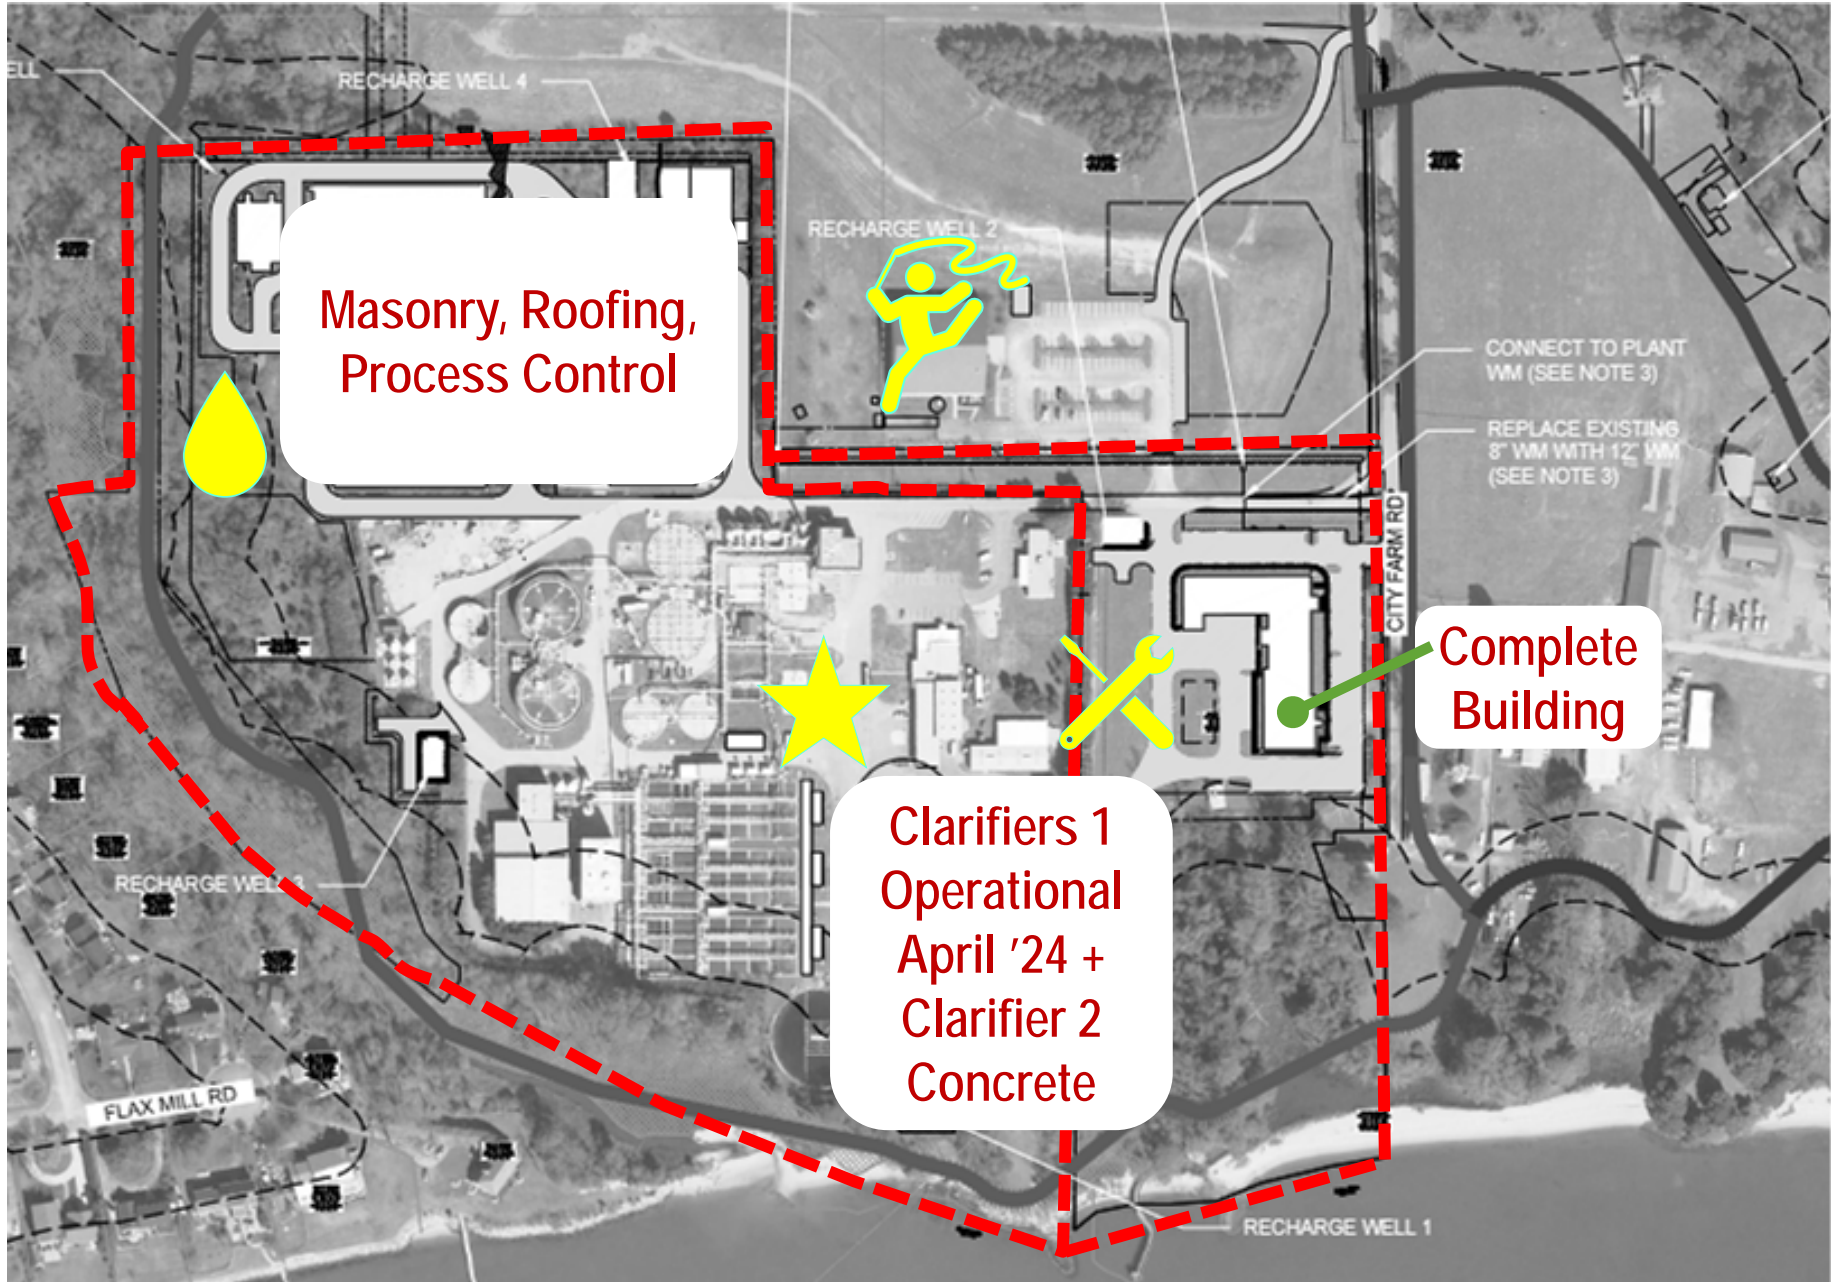 ELL
RECHARGE WELL 4
RECHARGE WELL 2
Masonry, Roofing,
Process Control
CONNECT TO PLANT
WM (SEE NOTE 3)
REPLACE EXISTING
8" WM WITH 12" WM
(SEE NOTE 3)
CITY FARM RD
Complete
Building
Clarifiers 1
Operational
April '24 +
Clarifier 2
Concrete
RECHARGE WELL 3
FLAX MILL RD
RECHARGE WELL 1